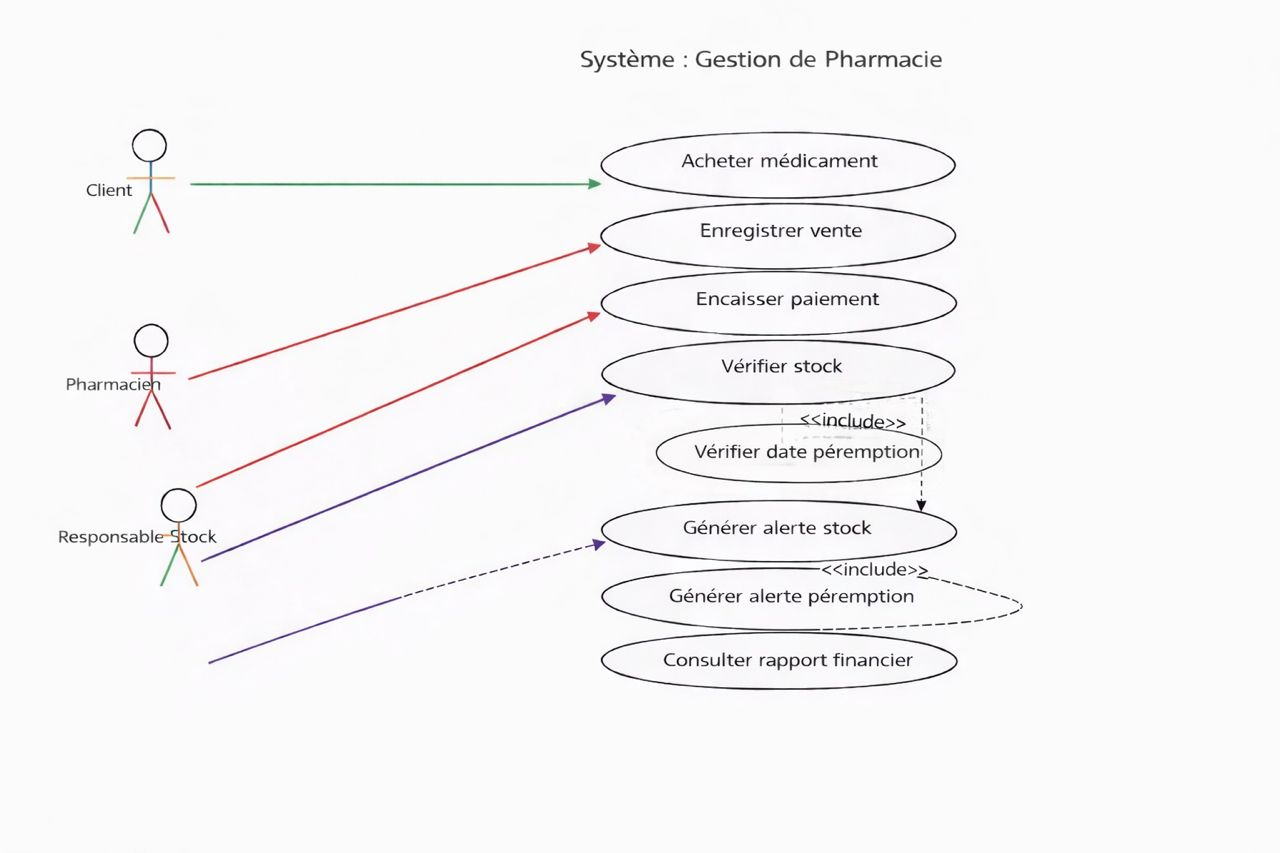 Système : Gestion de Pharmacie
Client
Acheter médicament
Enregistrer vente
Encaisser paiement
Pharmacien
Vérifier stock
<<include>>
Vérifier date péremption
Responsable Stock
Générer alerte stock
<<include>>
Générer alerte péremption
Consulter rapport financier